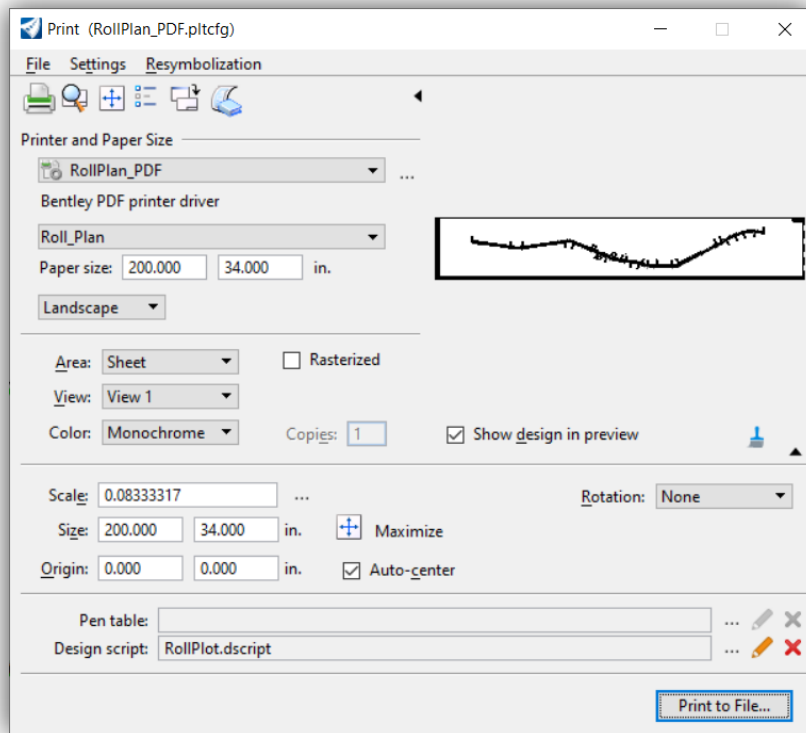 Print (RollPlan_PDF.pltcfg)
File Settings Resymbolization
Printer and Paper Size
RollPlan_PDF ...
Bentley PDF printer driver
Roll_Plan
Paper size: 200.000 34.000 in.
Landscape
Area: Sheet Rasterized
View: View 1
Color: Monochrome Copies: 1 Show design in preview
Scale: 0.08333317 ... Rotation: None
Size: 200.000 34.000 in. Maximize
Origin: 0.000 0.000 in. Auto-center
Pen table: ...
Design script: RollPlot.dscript ...
Print to File...